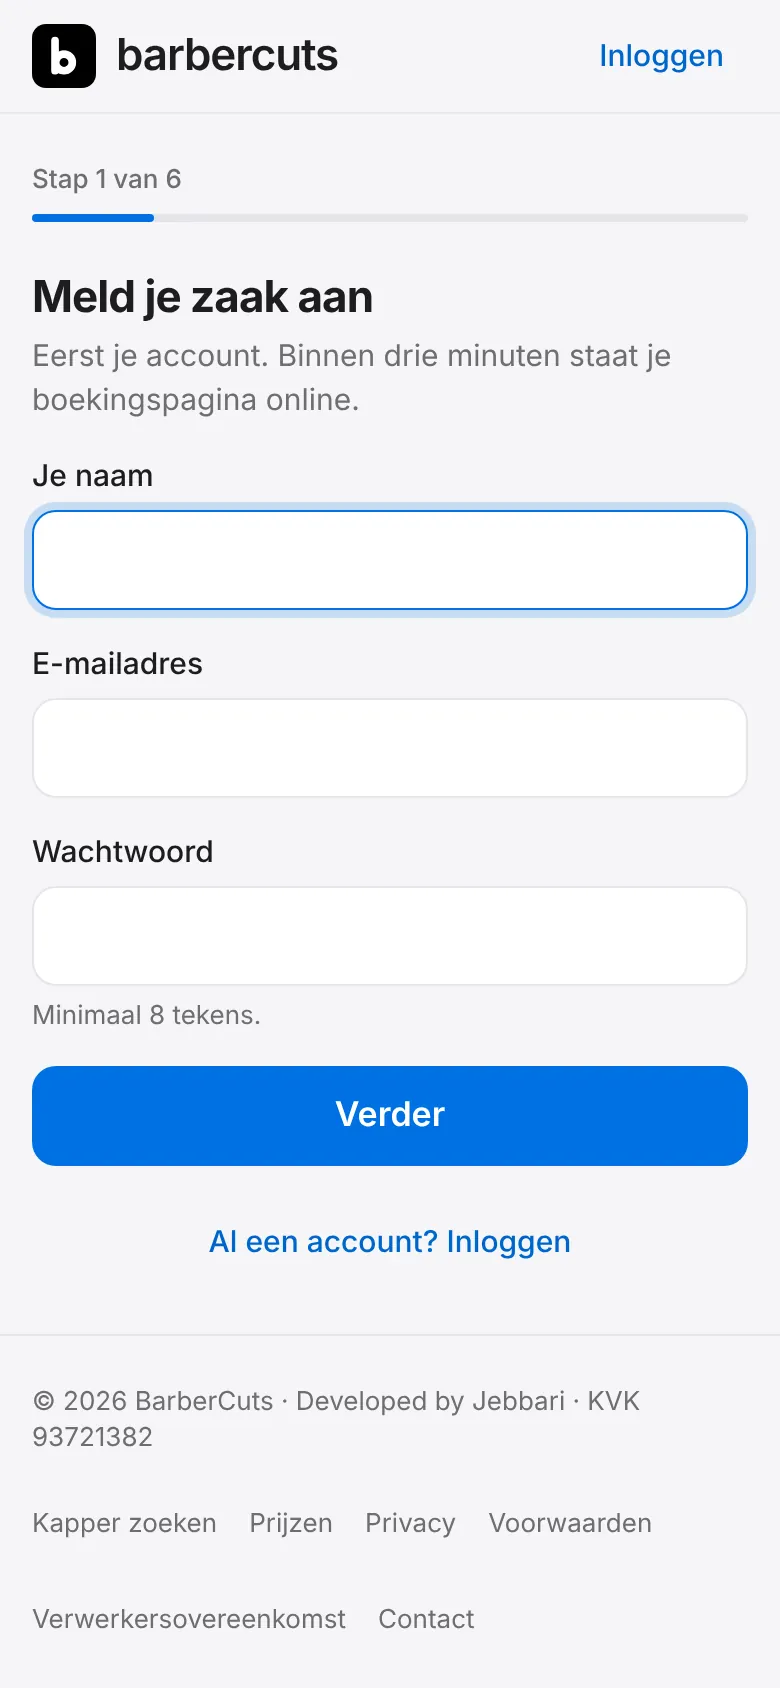 b barbercuts Inloggen
Stap 1 van 6
Meld je zaak aan
Eerst je account. Binnen drie minuten staat je
boekingspagina online.
Je naam
E-mailadres
Wachtwoord
Minimaal 8 tekens.
Verder
Al een account? Inloggen
© 2026 BarberCuts · Developed by Jebbari · KVK
93721382
Kapper zoeken Prijzen Privacy Voorwaarden
Verwerkersovereenkomst Contact